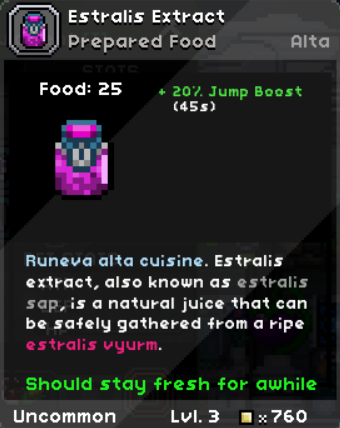 Estralis Extract
Prepared Food Alta
Food: 25 + 20% Jump Boost
(45s)
Runeva alta cuisine. Estralis
extract, also known as estralis
sap, is a natural juice that can
be safely gathered from a ripe
estralis vyurm.
Should stay fresh for awhile
Uncommon Lvl. 3 x760